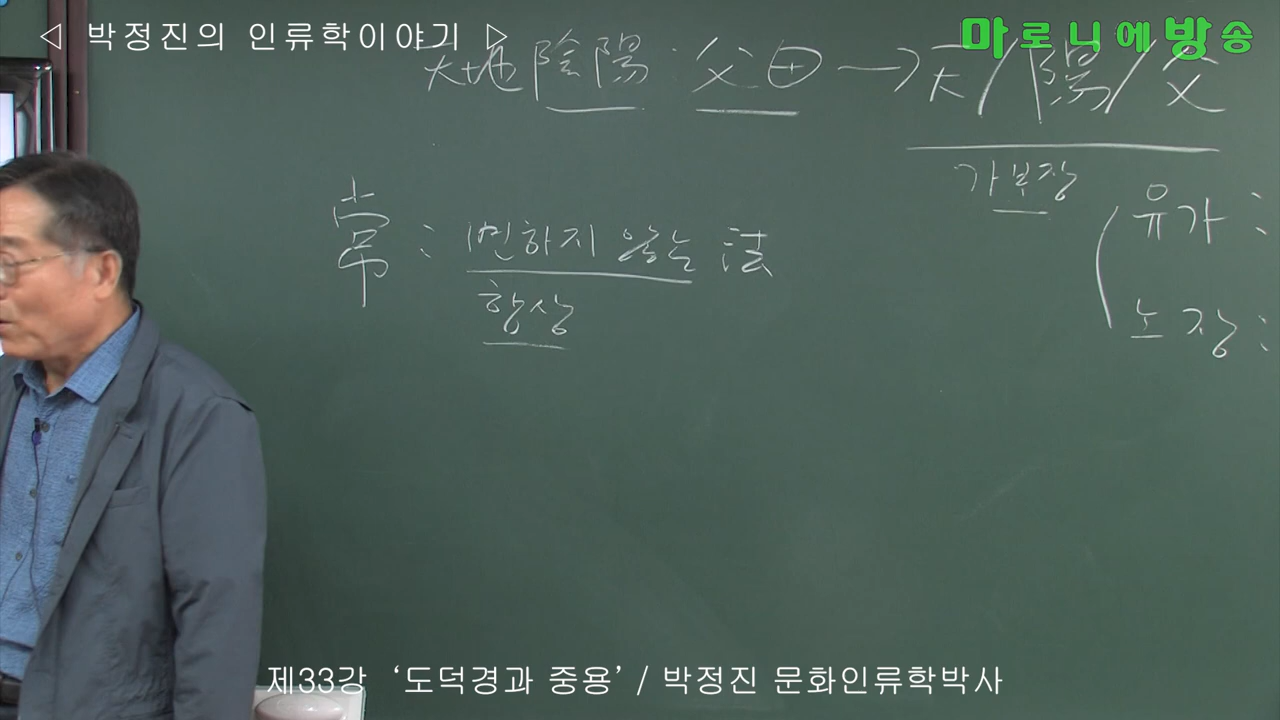 ◁ 박정진의 인류학이야기 ▷
마로니에방송
天地 陰陽 父母 → 天/陽/父
가부장
常 : 변하지 않는 法
항상
유가 :
노장 :
제33강 ‘도덕경과 중용’ / 박정진 문화인류학박사